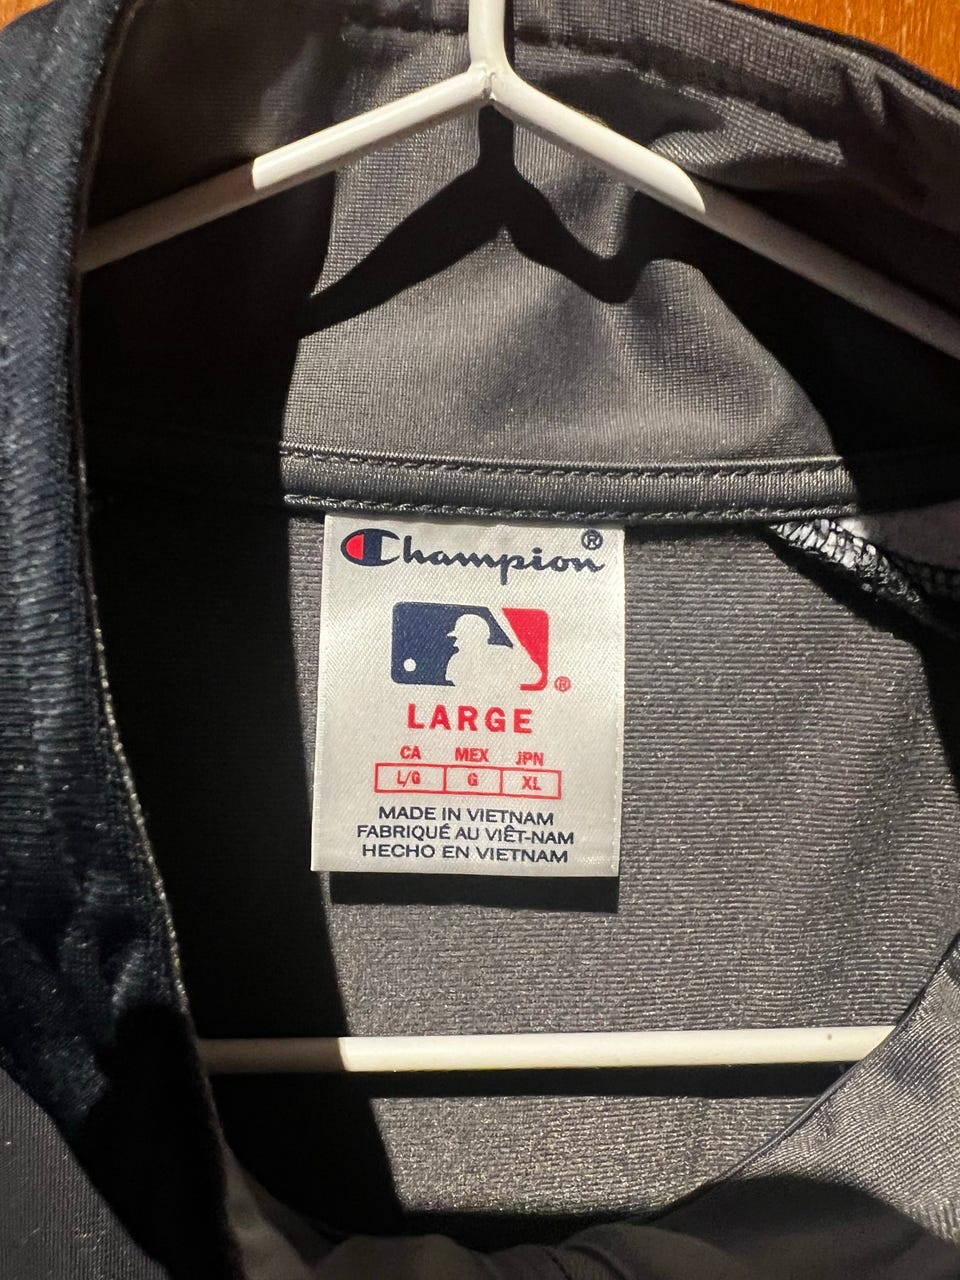 Champion®
®
LARGE
CA MEX JPN
L/G G XL
MADE IN VIETNAM
FABRIQUÉ AU VIÊT-NAM
HECHO EN VIETNAM